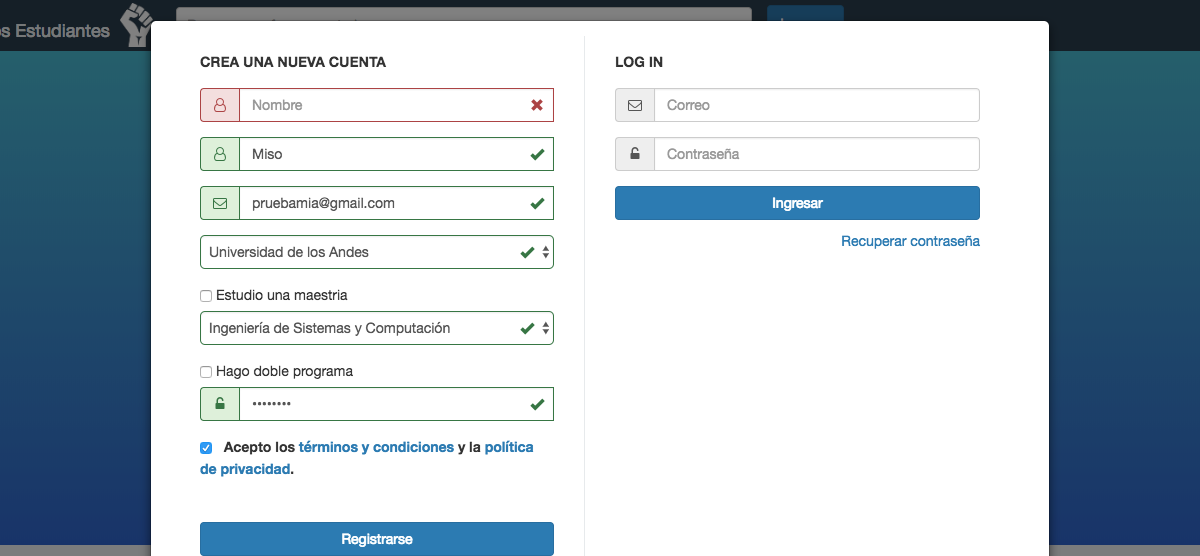 s Estudiantes
CREA UNA NUEVA CUENTA
Nombre
Miso
pruebamia@gmail.com
Universidad de los Andes
Estudio una maestria
Ingeniería de Sistemas y Computación
Hago doble programa
••••••••
Acepto los términos y condiciones y la política
de privacidad.
Registrarse
LOG IN
Correo
Contraseña
Ingresar
Recuperar contraseña